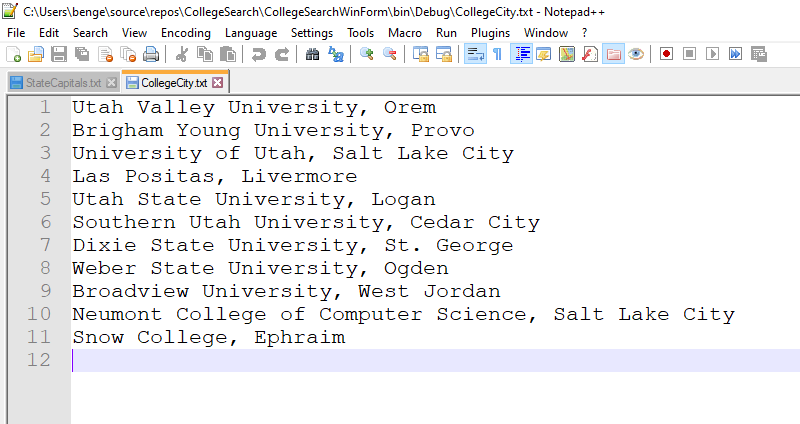 C:\Users\benge\source\repos\CollegeSearch\CollegeSearchWinForm\bin\Debug\CollegeCity.txt - Notepad++
File Edit Search View Encoding Language Settings Tools Macro Run Plugins Window ?
StateCapitals.txt CollegeCity.txt
1 Utah Valley University, Orem
2 Brigham Young University, Provo
3 University of Utah, Salt Lake City
4 Las Positas, Livermore
5 Utah State University, Logan
6 Southern Utah University, Cedar City
7 Dixie State University, St. George
8 Weber State University, Ogden
9 Broadview University, West Jordan
10 Neumont College of Computer Science, Salt Lake City
11 Snow College, Ephraim
12